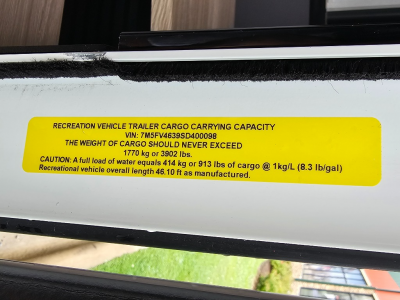 RECREATION VEHICLE TRAILER CARGO CARRYING CAPACITY
VIN: 7M5FV4639SD400098
THE WEIGHT OF CARGO SHOULD NEVER EXCEED
1770 kg or 3902 lbs.
CAUTION: A full load of water equals 414 kg or 913 lbs of cargo @ 1kg/L (8.3 lb/gal)
Recreational vehicle overall length 46.10 ft as manufactured.